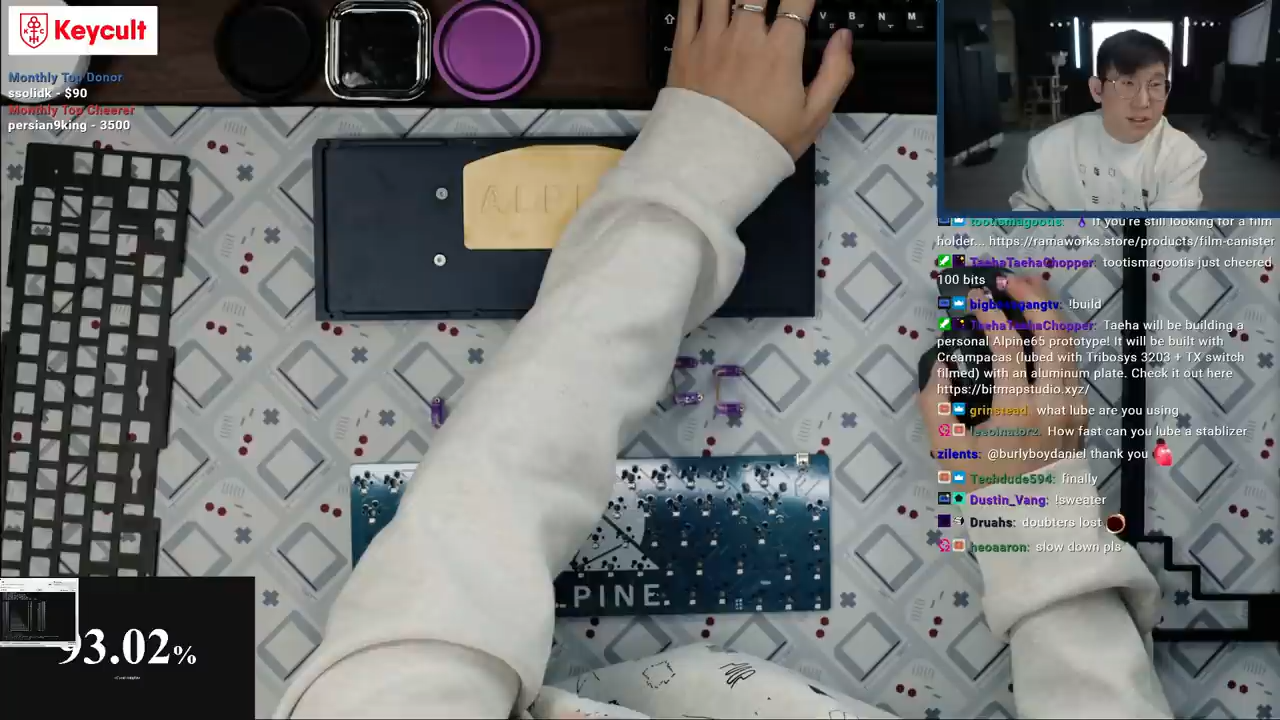 Keycult
Monthly Top Donor
ssolidk - $90
Monthly Top Cheerer
persian9king - 3500
V B N M
ALPI
PINE.
93.02%
tootismagootis: If you're still looking for a film
holder... https://ramaworks.store/products/film-canister
TaehaTaehaChopper: tootismagootis just cheered
100 bits
!build
TaehaTaehaChopper: Taeha will be building a
personal Alpine65 prototype! It will be built with
Creampacas (lubed with Tribosys 3203 + TX switch
filmed) with an aluminum plate. Check it out here
https://bitmapstudio.xyz/
grinstead: what lube are you using
leeoinatorz: How fast can you lube a stablizer
zilents: @burlyboydaniel thank you
Techdude594: finally
Dustin_Vang: !sweater
Druahs: doubters lost
heoaaron: slow down pls